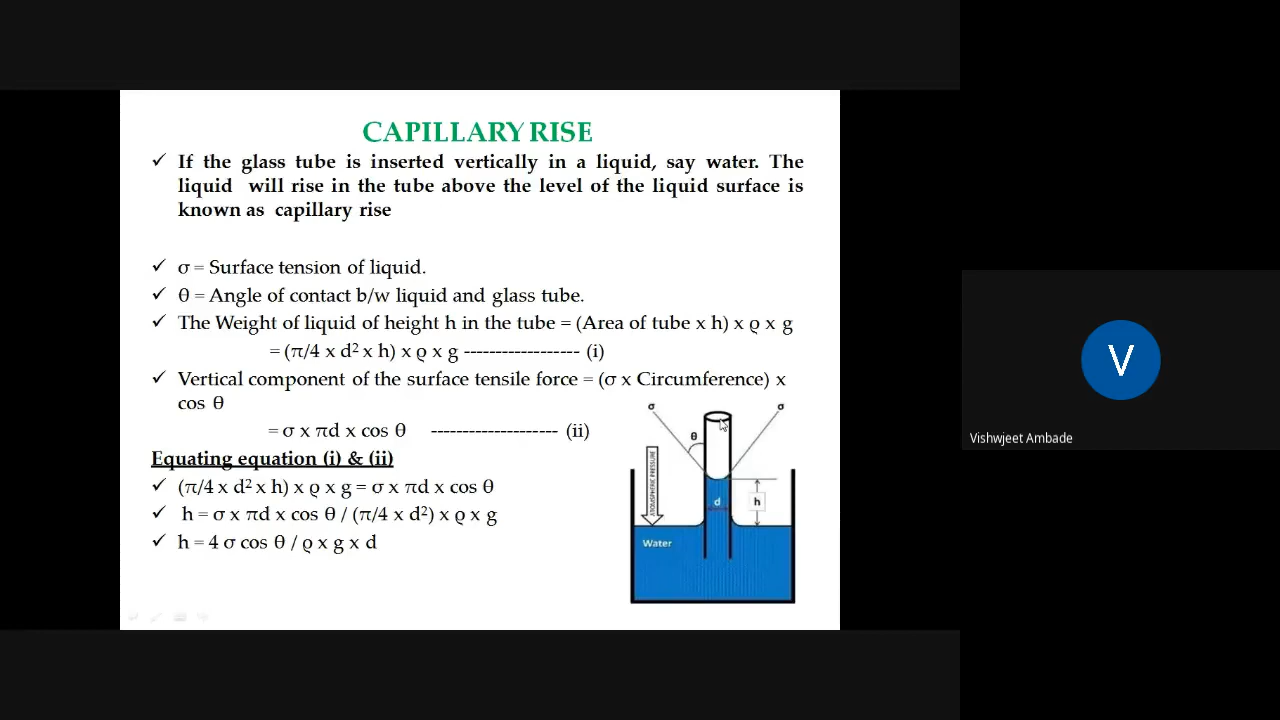 CAPILLARY RISE
✓ If the glass tube is inserted vertically in a liquid, say water. The
liquid will rise in the tube above the level of the liquid surface is
known as capillary rise
✓ σ = Surface tension of liquid.
✓ θ = Angle of contact b/w liquid and glass tube.
✓ The Weight of liquid of height h in the tube = (Area of tube x h) x ϱ x g
= (π/4 x d² x h) x ϱ x g ------------------ (i)
✓ Vertical component of the surface tensile force = (σ x Circumference) x
cos θ
= σ x πd x cos θ -------------------- (ii)
Equating equation (i) & (ii)
✓ (π/4 x d² x h) x ϱ x g = σ x πd x cos θ
✓ h = σ x πd x cos θ / (π/4 x d²) x ϱ x g
✓ h = 4 σ cos θ / ϱ x g x d
σ
σ
θ
ATOMSPHERIC PRESSURE
d
h
Water
V
Vishwjeet Ambade